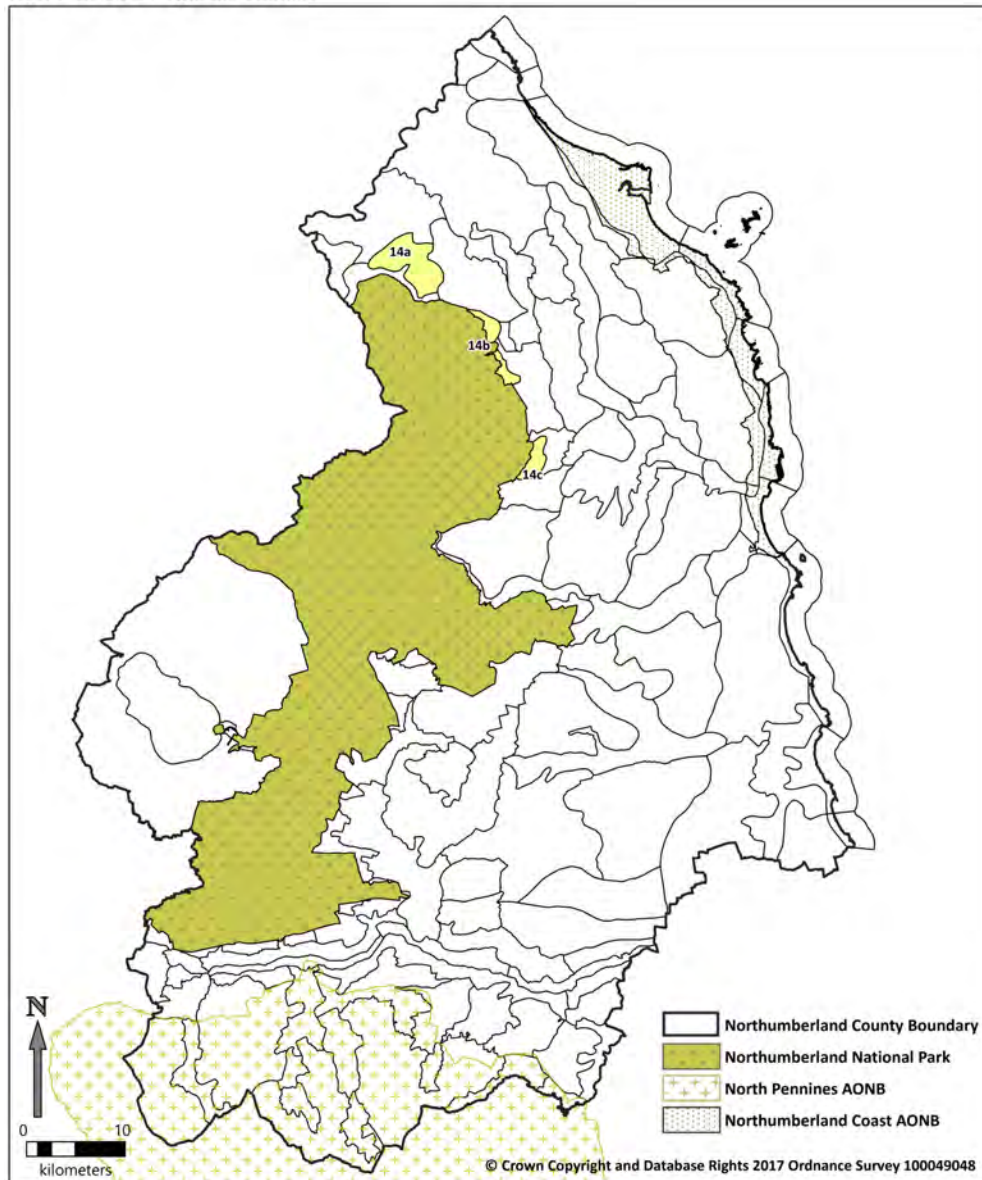 14a
14b
14c
N
0 10
kilometers
Northumberland County Boundary
Northumberland National Park
North Pennines AONB
Northumberland Coast AONB
© Crown Copyright and Database Rights 2017 Ordnance Survey 100049048